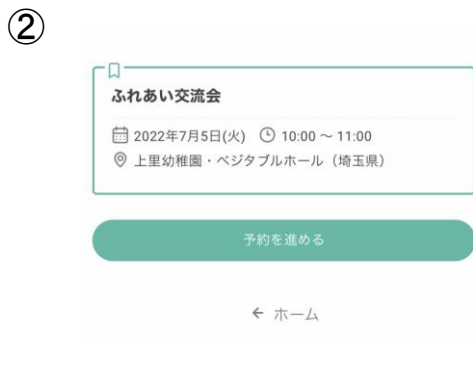 ②
ふれあい交流会
2022年7月5日(火) 10:00 ~ 11:00
上里幼稚園・ベジタブルホール（埼玉県）
予約を進める
← ホーム